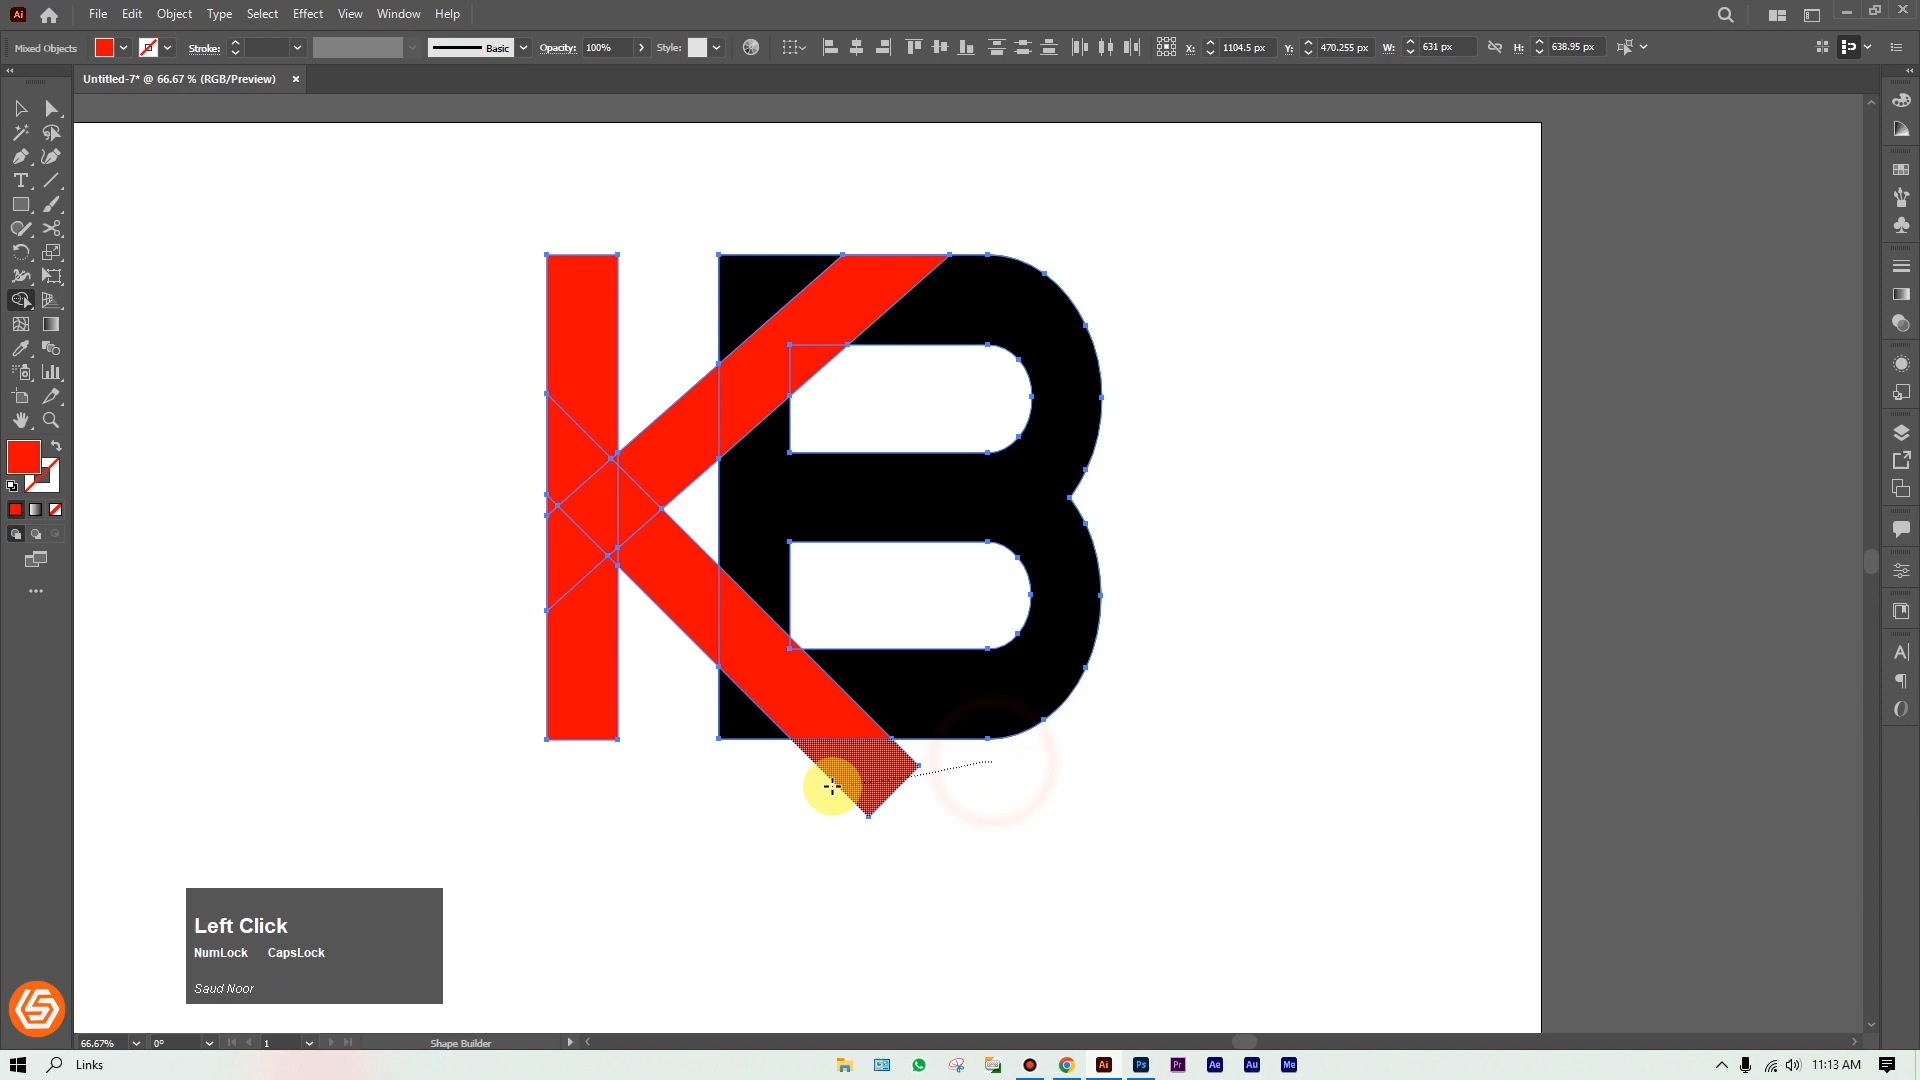 File Edit Object Type Select Effect View Window Help
Mixed Objects Stroke: Basic Opacity: 100% Style: X: 1104.5 px Y: 470.255 px W: 631 px H: 638.95 px
Untitled-7* @ 66.67 % (RGB/Preview) ×
KB
Left Click
NumLock CapsLock
Saud Noor
66.67% 0° 1 Shape Builder
Links 11:13 AM